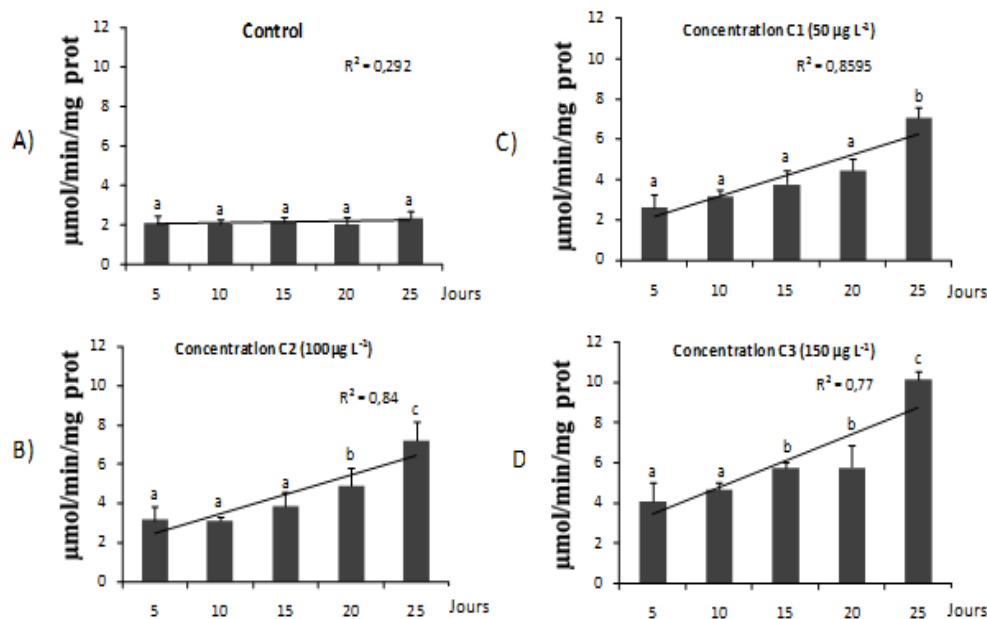 A)
Control
R² = 0,292
µmol/min/mg prot
12
10
8
6
4
2
0
a a a a a
5 10 15 20 25 Jours
C)
Concentration C1 (50 µg L⁻¹)
R² = 0,8595
µmol/min/mg prot
12
10
8
6
4
2
0
a a a a b
5 10 15 20 25 Jours
B)
Concentration C2 (100 µg L⁻¹)
R² = 0,84
µmol/min/mg prot
12
10
8
6
4
2
0
a a a b c
5 10 15 20 25 Jours
D
Concentration C3 (150 µg L⁻¹)
R² = 0,77
µmol/min/mg prot
12
10
8
6
4
2
0
a a b b c
5 10 15 20 25 Jours